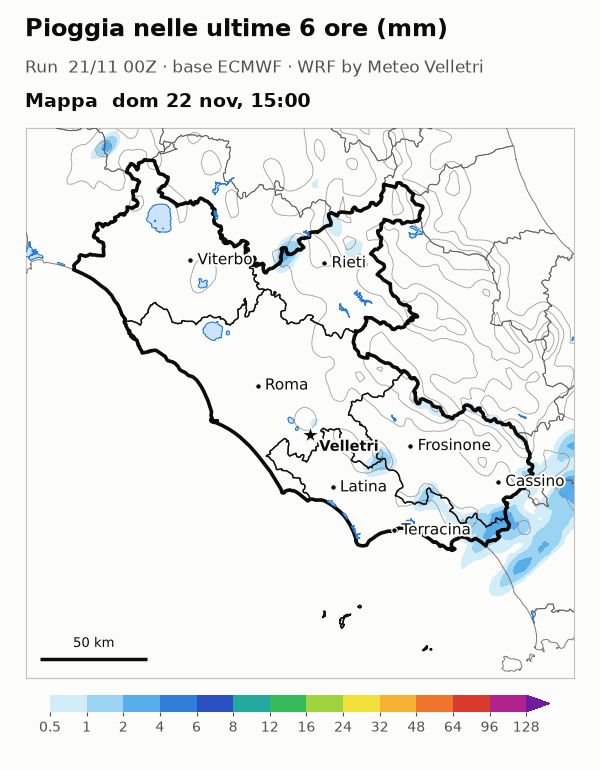 Pioggia nelle ultime 6 ore (mm)
Run 21/11 00Z · base ECMWF · WRF by Meteo Velletri
Mappa dom 22 nov, 15:00
Viterbo
Rieti
Roma
Velletri
Frosinone
Latina
Cassino
Terracina
50 km
0.5 1 2 4 6 8 12 16 24 32 48 64 96 128